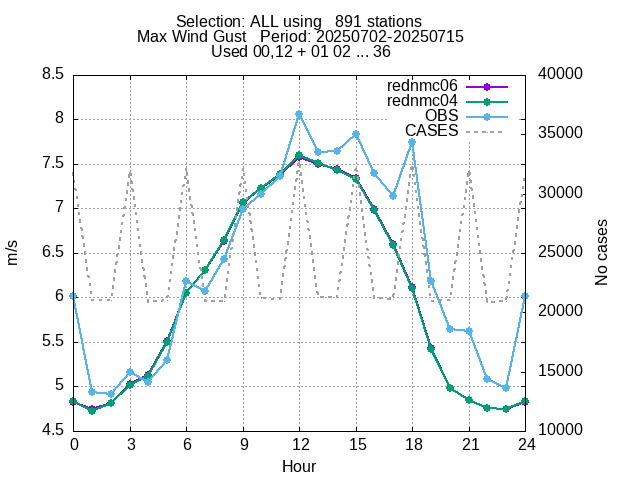 Selection: ALL using   891 stations
Max Wind Gust   Period: 20250702-20250715
Used 00,12 + 01 02 ... 36
8.5
8
7.5
7
6.5
6
5.5
5
4.5
m/s
rednmc06
rednmc04
OBS
CASES
40000
35000
30000
25000
20000
15000
10000
No cases
0 3 6 9 12 15 18 21 24
Hour